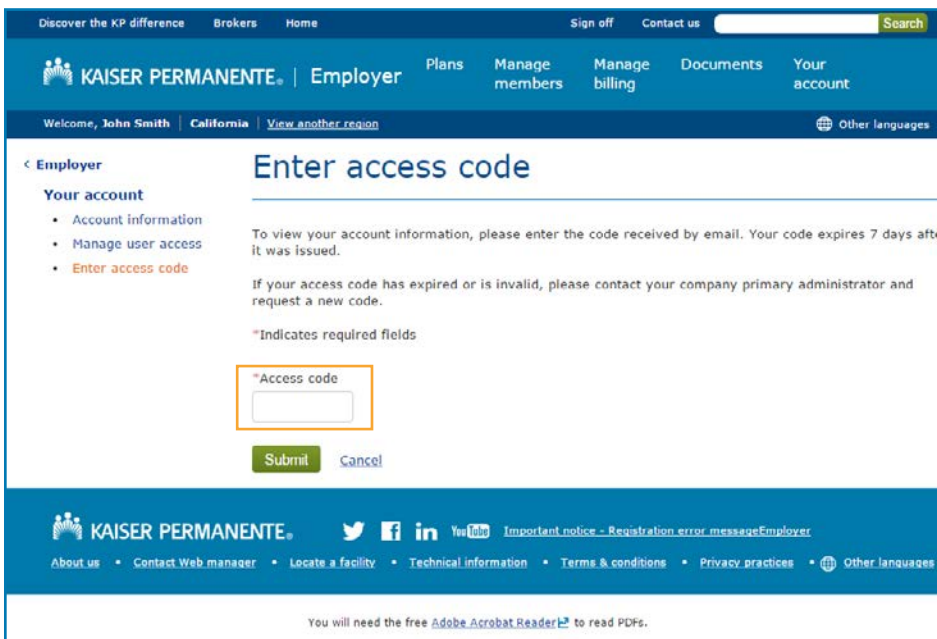 Discover the KP difference Brokers Home Sign off Contact us Search
KAISER PERMANENTE® | Employer Plans Manage members Manage billing Documents Your account
Welcome, John Smith | California | View another region Other languages
< Employer
Your account
• Account information
• Manage user access
• Enter access code
Enter access code
To view your account information, please enter the code received by email. Your code expires 7 days afte
it was issued.
If your access code has expired or is invalid, please contact your company primary administrator and
request a new code.
*Indicates required fields
*Access code
Submit Cancel
KAISER PERMANENTE® f in YouTube Important notice - Registration error messageEmployer
About us • Contact Web manager • Locate a facility • Technical information • Terms & conditions • Privacy practices • Other languages
You will need the free Adobe Acrobat Reader to read PDFs.